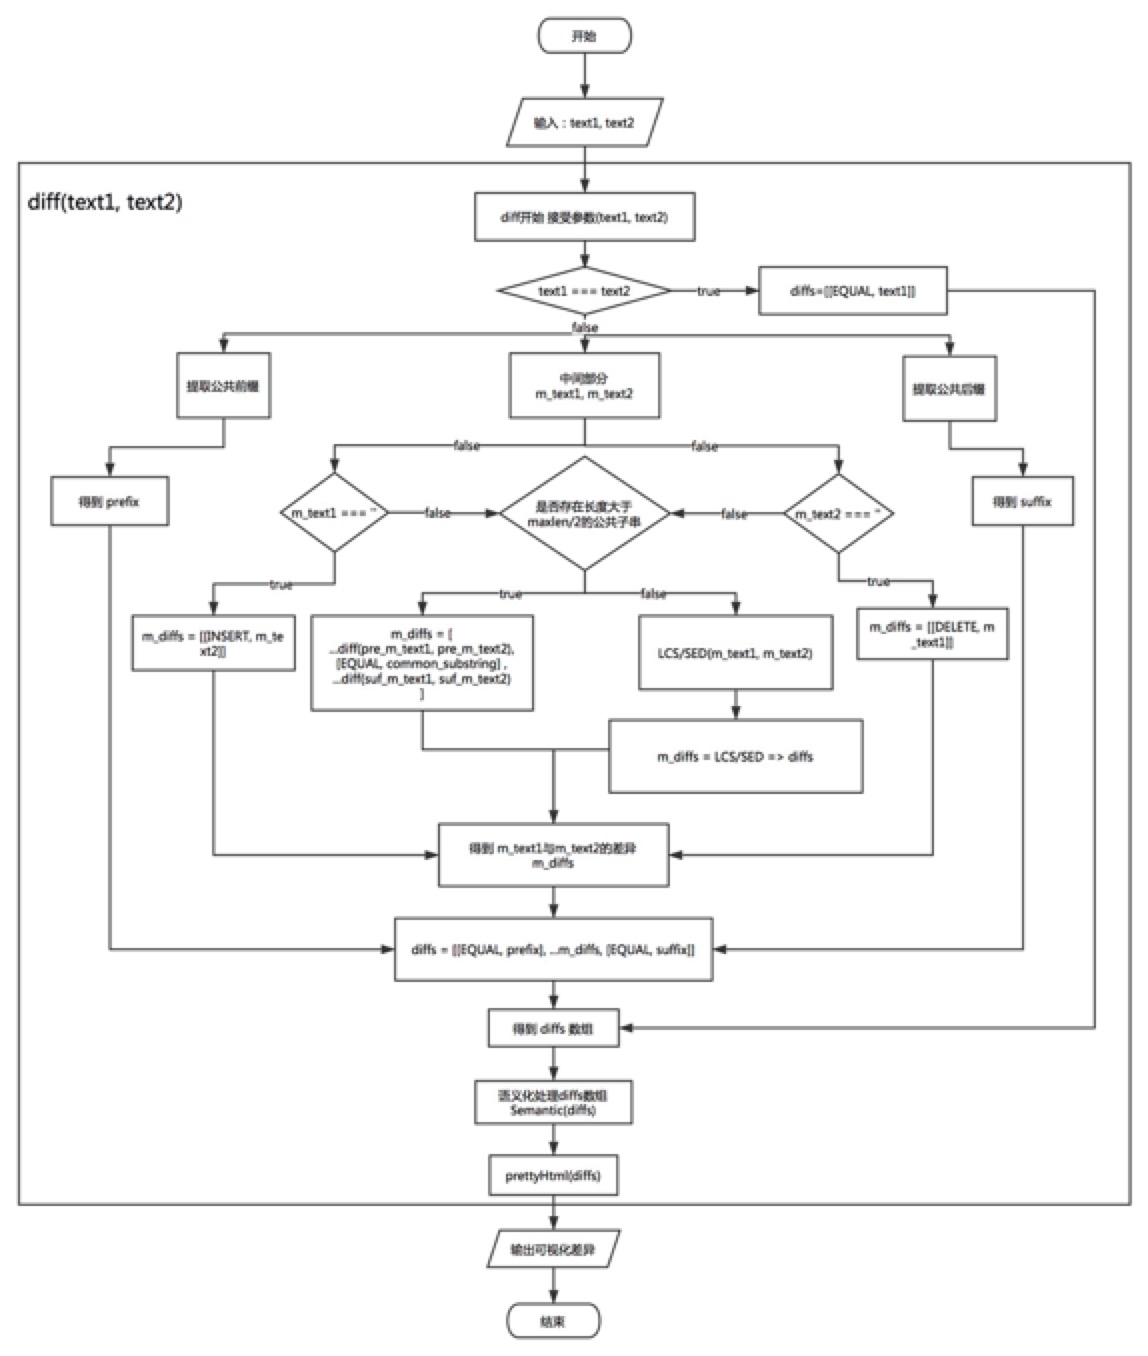 开始
输入：text1, text2
diff(text1, text2)
diff开始 接受参数(text1, text2)
text1 === text2
true
diffs=[[EQUAL, text1]]
false
提取公共前缀
中间部分
m_text1, m_text2
提取公共后缀
false
false
得到 prefix
m_text1 === ''
false
是否存在长度大于
maxlen/2的公共子串
false
m_text2 === ''
得到 suffix
true
true
false
true
m_diffs = [[INSERT, m_te
xt2]]
m_diffs = [
...diff(pre_m_text1, pre_m_text2),
[EQUAL, common_substring] ,
...diff(suf_m_text1, suf_m_text2)
]
LCS/SED(m_text1, m_text2)
m_diffs = [[DELETE, m
_text1]]
m_diffs = LCS/SED => diffs
得到 m_text1与m_text2的差异
m_diffs
diffs = [[EQUAL, prefix], ...m_diffs, [EQUAL, suffix]]
得到 diffs 数组
语义化处理diffs数组
Semantic(diffs)
prettyHtml(diffs)
输出可视化差异
结束